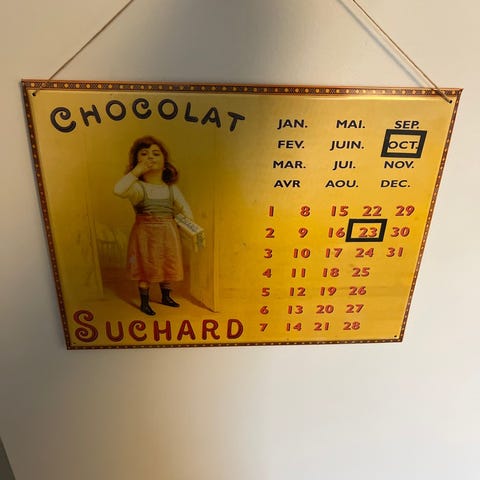 CHOCOLAT
SUCHARD
JAN. MAI. SEP.
FEV. JUIN. OCT.
MAR. JUI. NOV.
AVR AOU. DEC.
1 8 15 22 29
2 9 16 23 30
3 10 17 24 31
4 11 18 25
5 12 19 26
6 13 20 27
7 14 21 28